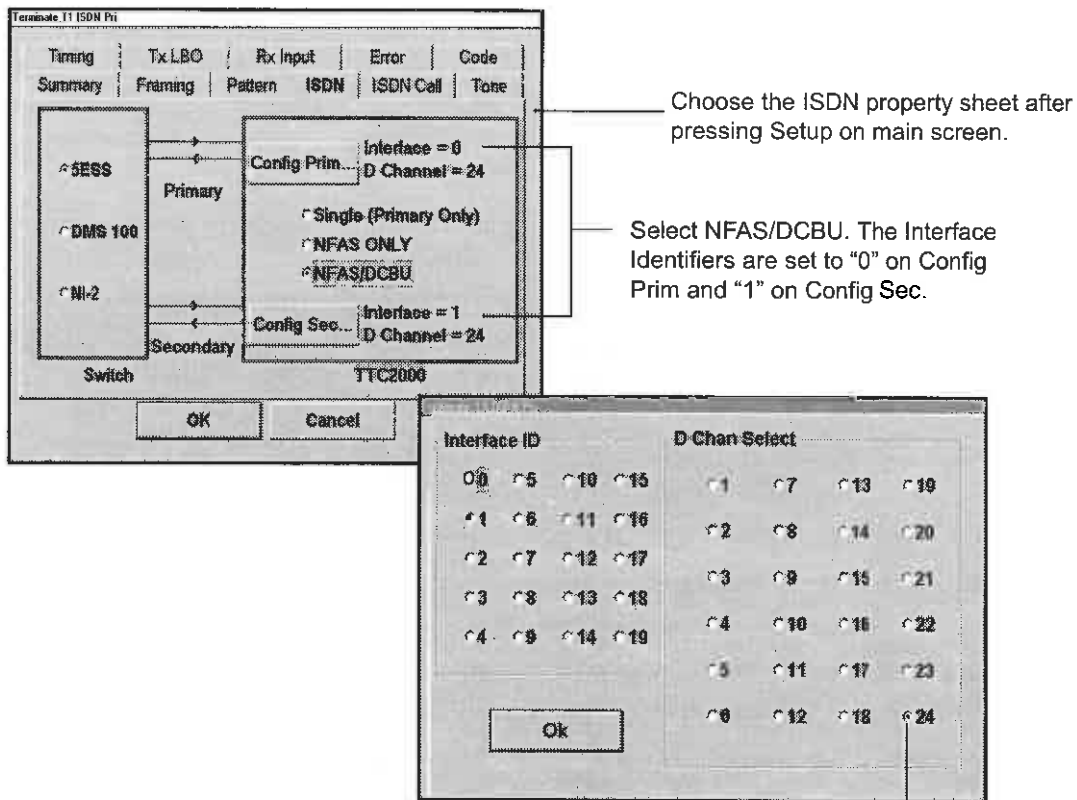 Terminate T1 ISDN Pri
Timing Tx LBO Rx Input Error Code
Summary Framing Pattern ISDN ISDN Call Tone
5ESS
DMS 100
NI-2
Switch
Primary
Secondary
Config Prim...
Interface = 0
D Channel = 24
Single (Primary Only)
NFAS ONLY
NFAS/DCBU
Config Sec...
Interface = 1
D Channel = 24
TTC2000
OK Cancel
Choose the ISDN property sheet after
pressing Setup on main screen.
Select NFAS/DCBU. The Interface
Identifiers are set to “0” on Config
Prim and “1” on Config Sec.
Interface ID
0 5 10 15
1 6 11 16
2 7 12 17
3 8 13 18
4 9 14 19
Ok
D Chan Select
1 7 13 19
2 8 14 20
3 9 15 21
4 10 16 22
5 11 17 23
6 12 18 24